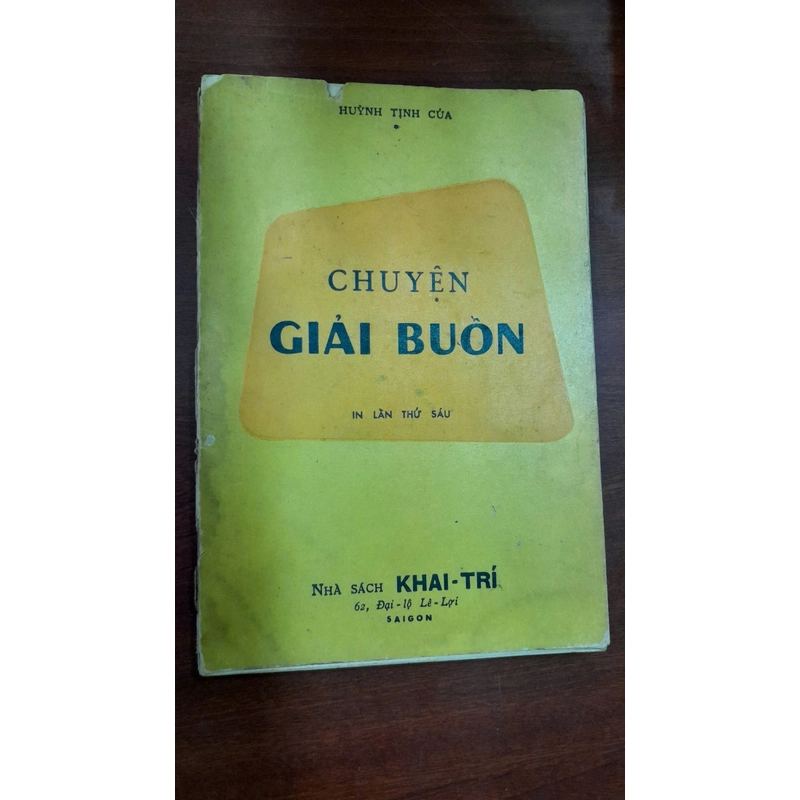 HUỲNH TỊNH CỦA
CHUYỆN
GIẢI BUỒN
IN LẦN THỨ SÁU
NHÀ SÁCH KHAI-TRÍ
62, Đại-lộ Lê-Lợi
SAIGON